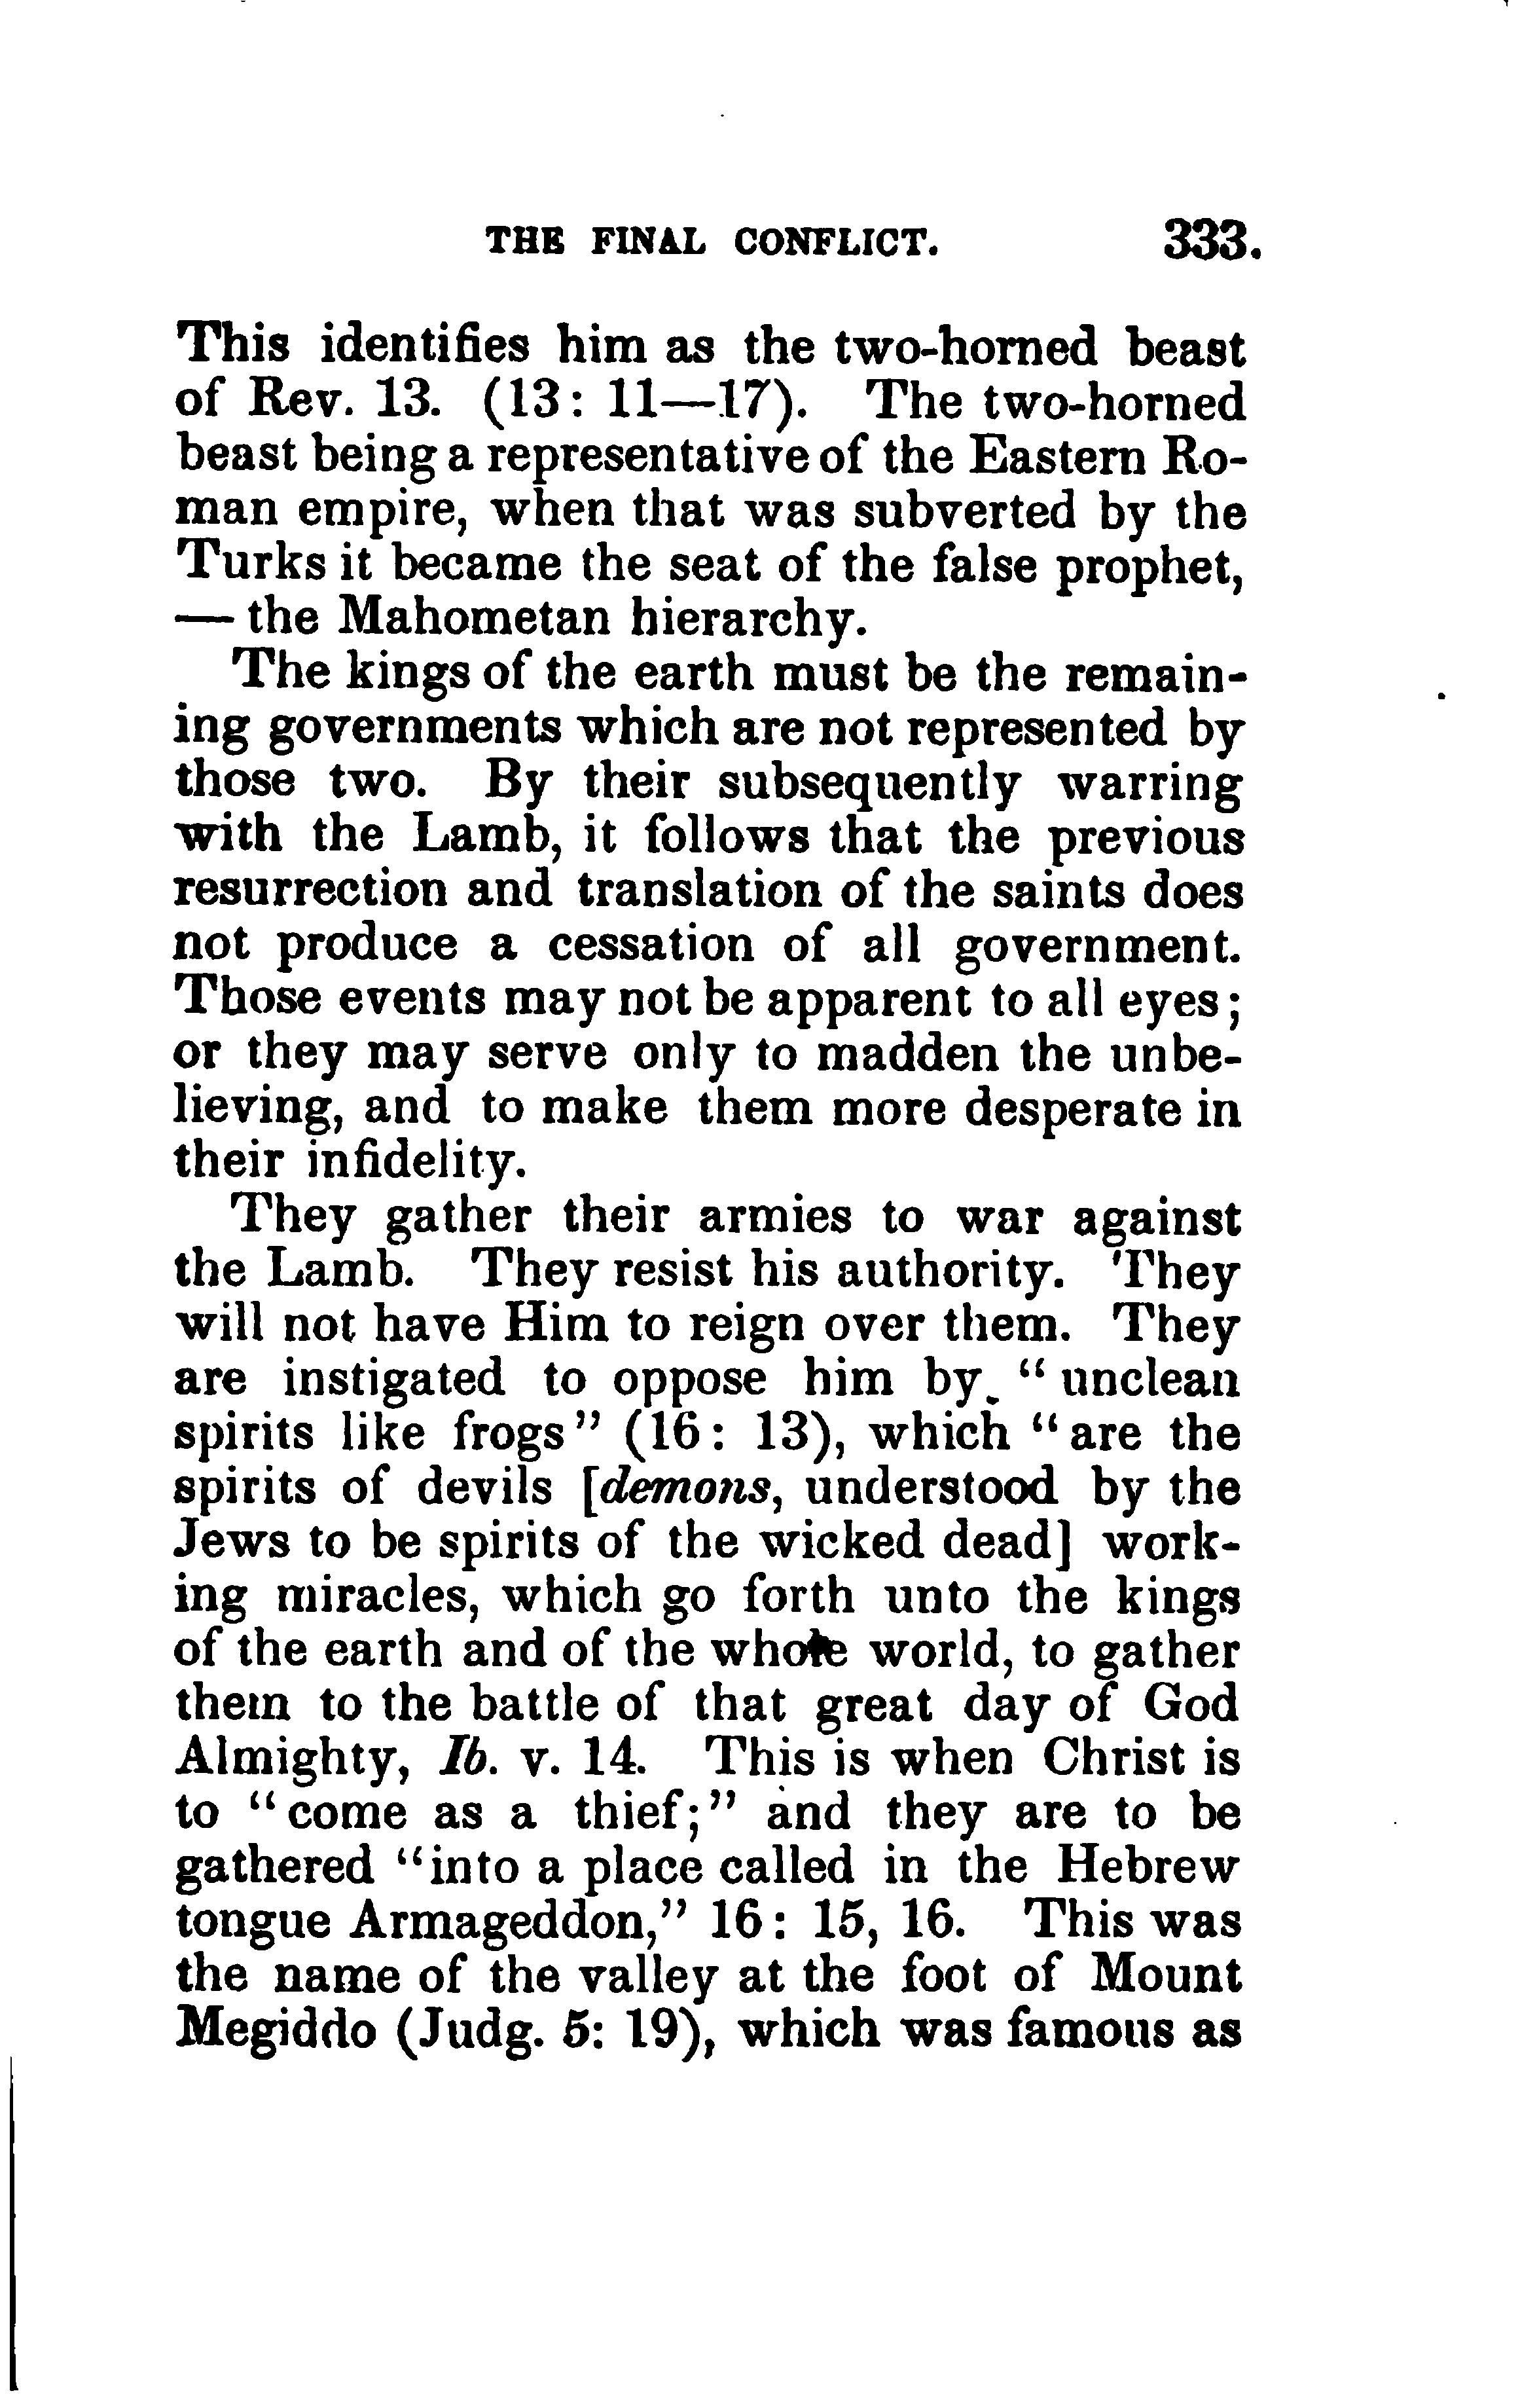 THE FINAL CONFLICT. 333.
This identifies him as the two-horned beast
of Rev. 13. (13: 11—17). The two-horned
beast being a representative of the Eastern Ro-
man empire, when that was subverted by the
Turks it became the seat of the false prophet,
— the Mahometan hierarchy.
The kings of the earth must be the remain-
ing governments which are not represented by
those two. By their subsequently warring
with the Lamb, it follows that the previous
resurrection and translation of the saints does
not produce a cessation of all government.
Those events may not be apparent to all eyes;
or they may serve only to madden the unbe-
lieving, and to make them more desperate in
their infidelity.
They gather their armies to war against
the Lamb. They resist his authority. They
will not have Him to reign over them. They
are instigated to oppose him by "unclean
spirits like frogs" (16: 13), which "are the
spirits of devils [demons, understood by the
Jews to be spirits of the wicked dead] work-
ing miracles, which go forth unto the kings
of the earth and of the whole world, to gather
them to the battle of that great day of God
Almighty, Ib. v. 14. This is when Christ is
to "come as a thief;" and they are to be
gathered "into a place called in the Hebrew
tongue Armageddon," 16: 15, 16. This was
the name of the valley at the foot of Mount
Megiddo (Judg. 5: 19), which was famous as